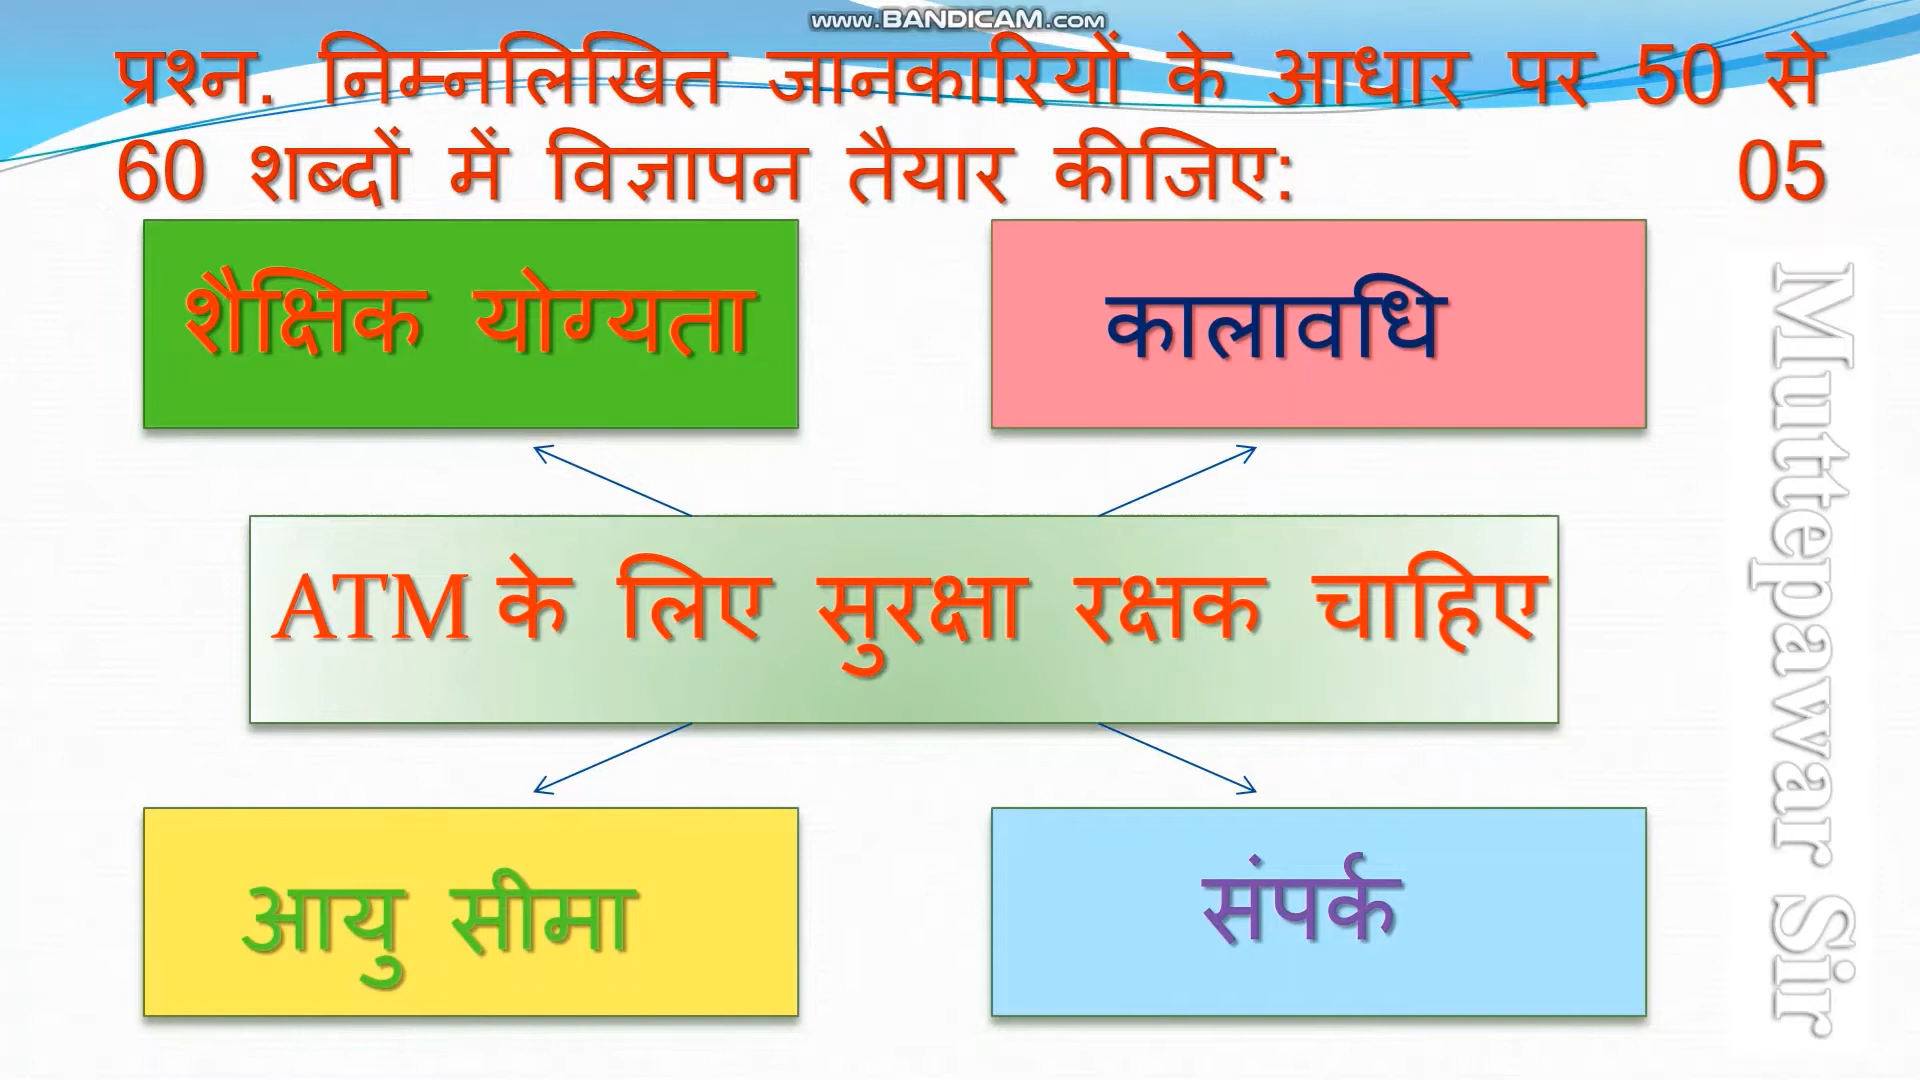 www.BANDICAM.com
प्रश्न. निम्नलिखित जानकारियों के आधार पर 50 से
60 शब्दों में विज्ञापन तैयार कीजिए: 05
शैक्षिक योग्यता
कालावधि
ATM के लिए सुरक्षा रक्षक चाहिए
आयु सीमा
संपर्क
Muttepawar Sir